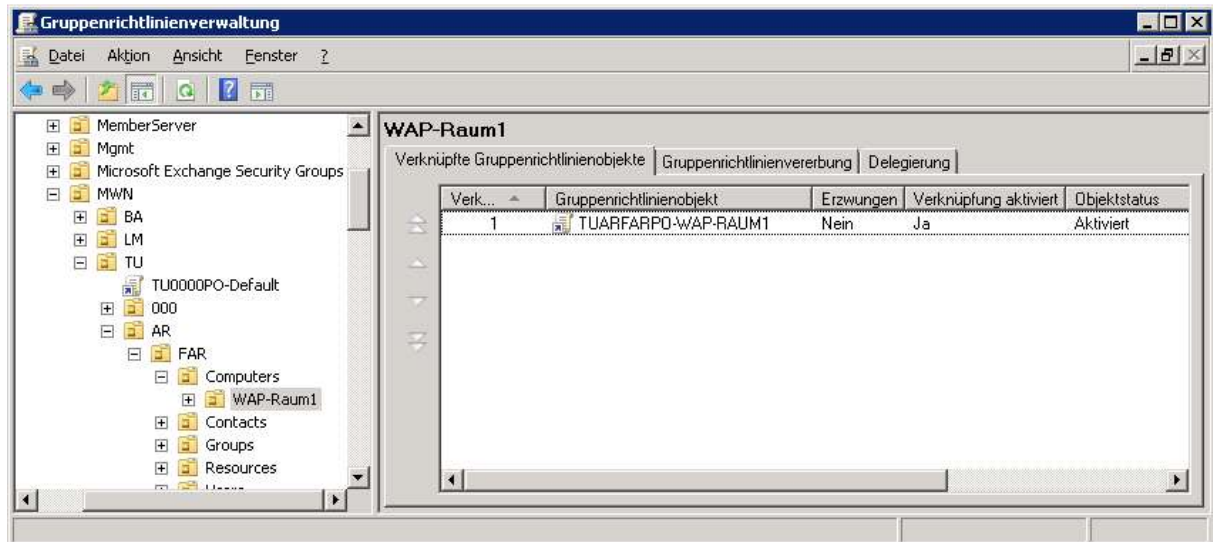 Gruppenrichtlinienverwaltung
Datei Aktion Ansicht Fenster ?
MemberServer
Mgmt
Microsoft Exchange Security Groups
MWN
BA
LM
TU
TU0000PO-Default
000
AR
FAR
Computers
WAP-Raum1
Contacts
Groups
Resources
WAP-Raum1
Verknüpfte Gruppenrichtlinienobjekte Gruppenrichtlinienvererbung Delegierung
Verk... Gruppenrichtlinienobjekt Erzwungen Verknüpfung aktiviert Objektstatus
1 TUARFARPO-WAP-RAUM1 Nein Ja Aktiviert